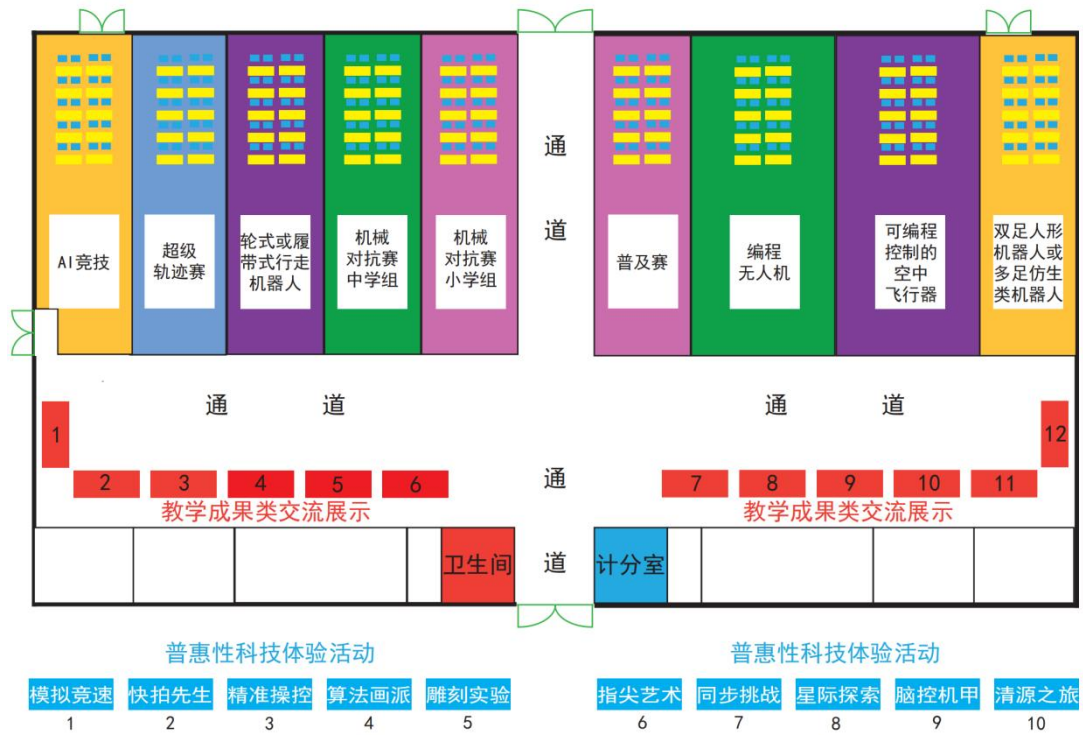 通
道
AI竞技
超级
轨迹赛
轮式或履
带式行走
机器人
机械
对抗赛
中学组
机械
对抗赛
小学组
普及赛
编程
无人机
可编程
控制的
空中
飞行器
双足人形
机器人或
多足仿生
类机器人
通 道
通 道
1
2
3
4
5
6
教学成果类交流展示
通
道
7
8
9
10
11
12
教学成果类交流展示
卫生间
计分室
普惠性科技体验活动
模拟竞速
快拍先生
精准操控
算法画派
雕刻实验
1
2
3
4
5
普惠性科技体验活动
指尖艺术
同步挑战
星际探索
脑控机甲
清源之旅
6
7
8
9
10